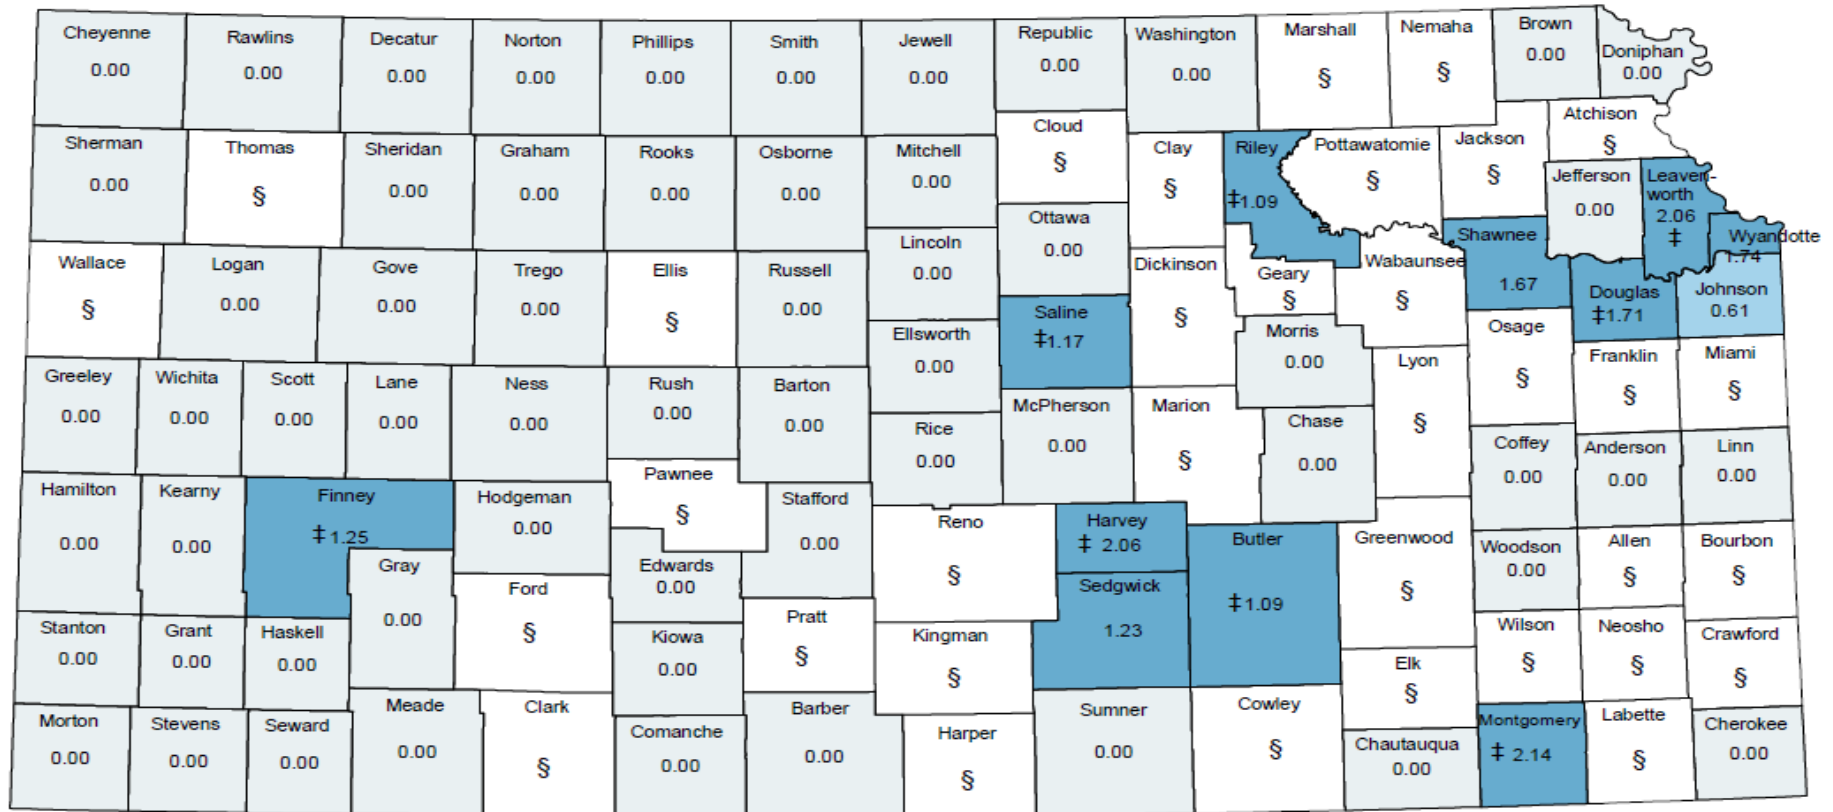 Cheyenne
0.00
Rawlins
0.00
Decatur
0.00
Norton
0.00
Phillips
0.00
Smith
0.00
Jewell
0.00
Republic
0.00
Washington
0.00
Marshall
§
Nemaha
§
Brown
0.00
Doniphan
0.00
Sherman
0.00
Thomas
§
Sheridan
0.00
Graham
0.00
Rooks
0.00
Osborne
0.00
Mitchell
0.00
Cloud
§
Clay
§
Riley
‡1.09
Pottawatomie
§
Jackson
§
Atchison
§
Jefferson
0.00
Leaven-
worth
2.06
‡
Wyandotte
1.74
Wallace
§
Logan
0.00
Gove
0.00
Trego
0.00
Ellis
§
Russell
0.00
Lincoln
0.00
Ottawa
0.00
Dickinson
§
Geary
§
Wabaunsee
§
Shawnee
1.67
Douglas
‡1.71
Johnson
0.61
Ellsworth
0.00
Saline
‡1.17
Morris
0.00
Osage
§
Franklin
§
Miami
§
Greeley
0.00
Wichita
0.00
Scott
0.00
Lane
0.00
Ness
0.00
Rush
0.00
Barton
0.00
Rice
0.00
McPherson
0.00
Marion
§
Chase
0.00
Lyon
§
Coffey
0.00
Anderson
0.00
Linn
0.00
Hamilton
0.00
Kearny
0.00
Finney
‡1.25
Hodgeman
0.00
Pawnee
§
Stafford
0.00
Reno
§
Harvey
‡ 2.06
Butler
‡1.09
Greenwood
§
Woodson
0.00
Allen
§
Bourbon
§
Gray
0.00
Ford
§
Edwards
0.00
Sedgwick
1.23
Stanton
0.00
Grant
0.00
Haskell
0.00
Kiowa
0.00
Pratt
§
Kingman
§
Elk
§
Wilson
§
Neosho
§
Crawford
§
Morton
0.00
Stevens
0.00
Seward
0.00
Meade
0.00
Clark
§
Comanche
0.00
Barber
0.00
Harper
§
Sumner
0.00
Cowley
§
Chautauqua
0.00
Montgomery
‡ 2.14
Labette
§
Cherokee
0.00